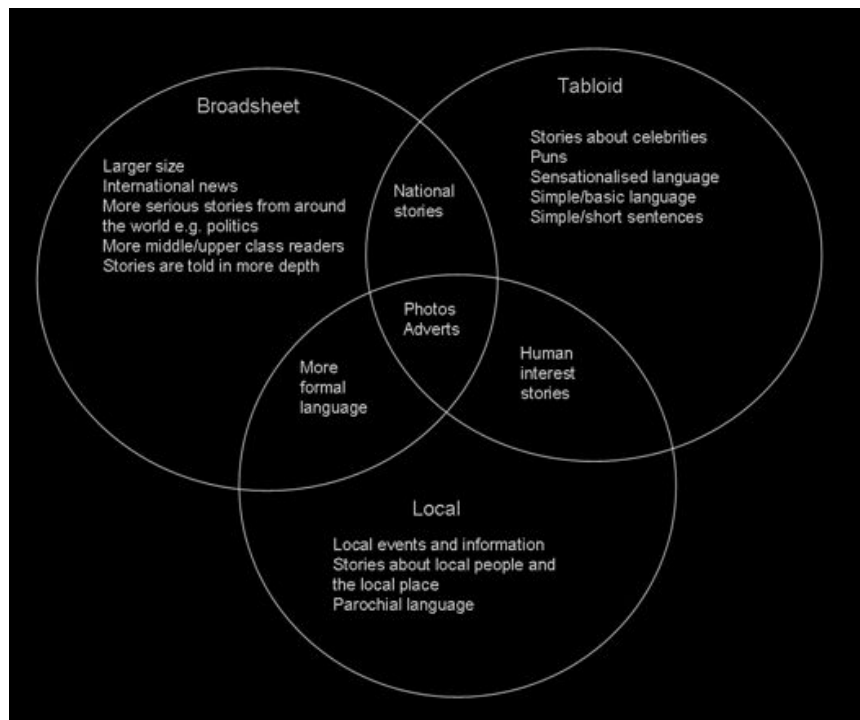 Broadsheet
Larger size
International news
More serious stories from around
the world e.g. politics
More middle/upper class readers
Stories are told in more depth
Tabloid
Stories about celebrities
Puns
Sensationalised language
Simple/basic language
Simple/short sentences
National
stories
Photos
Adverts
More
formal
language
Human
interest
stories
Local
Local events and information
Stories about local people and
the local place
Parochial language